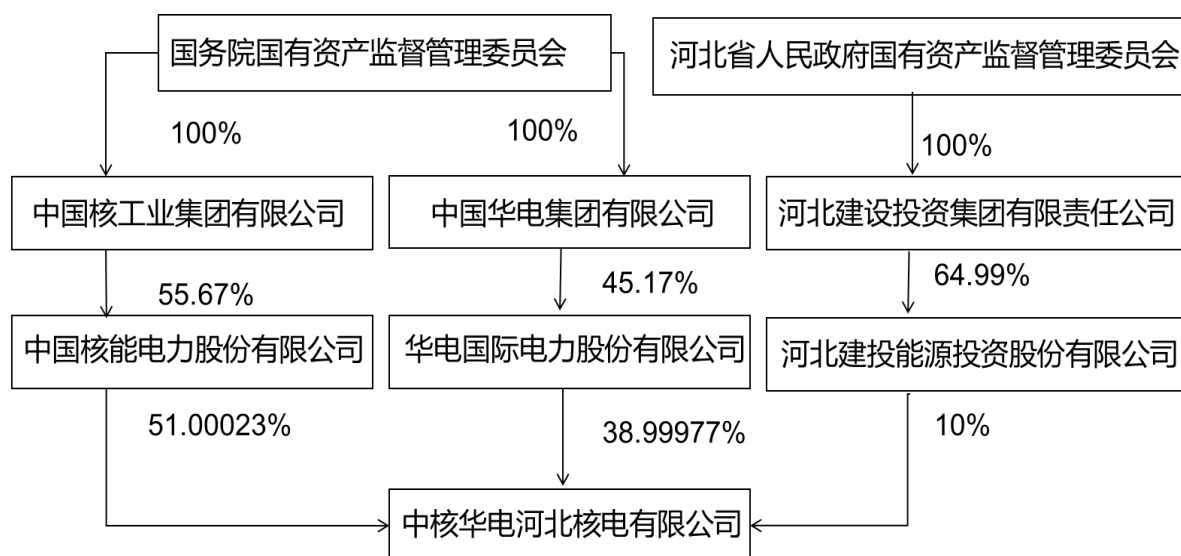 国务院国有资产监督管理委员会
河北省人民政府国有资产监督管理委员会
100%
100%
100%
中国核工业集团有限公司
中国华电集团有限公司
河北建设投资集团有限责任公司
55.67%
45.17%
64.99%
中国核能电力股份有限公司
华电国际电力股份有限公司
河北建投能源投资股份有限公司
51.00023%
38.99977%
10%
中核华电河北核电有限公司